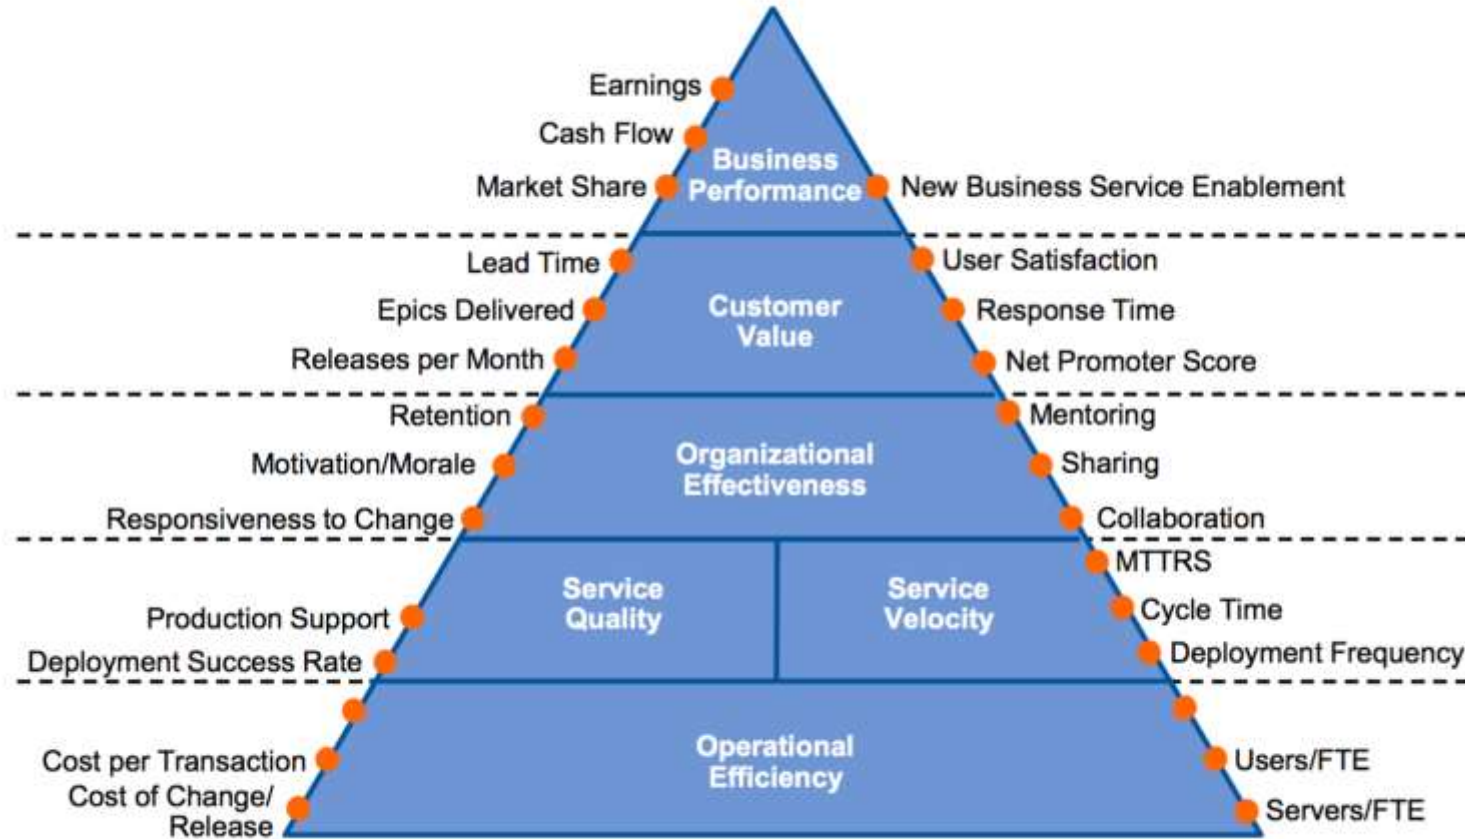 Earnings
Cash Flow
Business
Performance
Market Share
New Business Service Enablement
Lead Time
User Satisfaction
Epics Delivered
Customer
Value
Response Time
Releases per Month
Net Promoter Score
Retention
Mentoring
Motivation/Morale
Organizational
Effectiveness
Sharing
Responsiveness to Change
Collaboration
MTTRS
Service
Quality
Service
Velocity
Production Support
Cycle Time
Deployment Success Rate
Deployment Frequency
Operational
Efficiency
Cost per Transaction
Users/FTE
Cost of Change/
Release
Servers/FTE